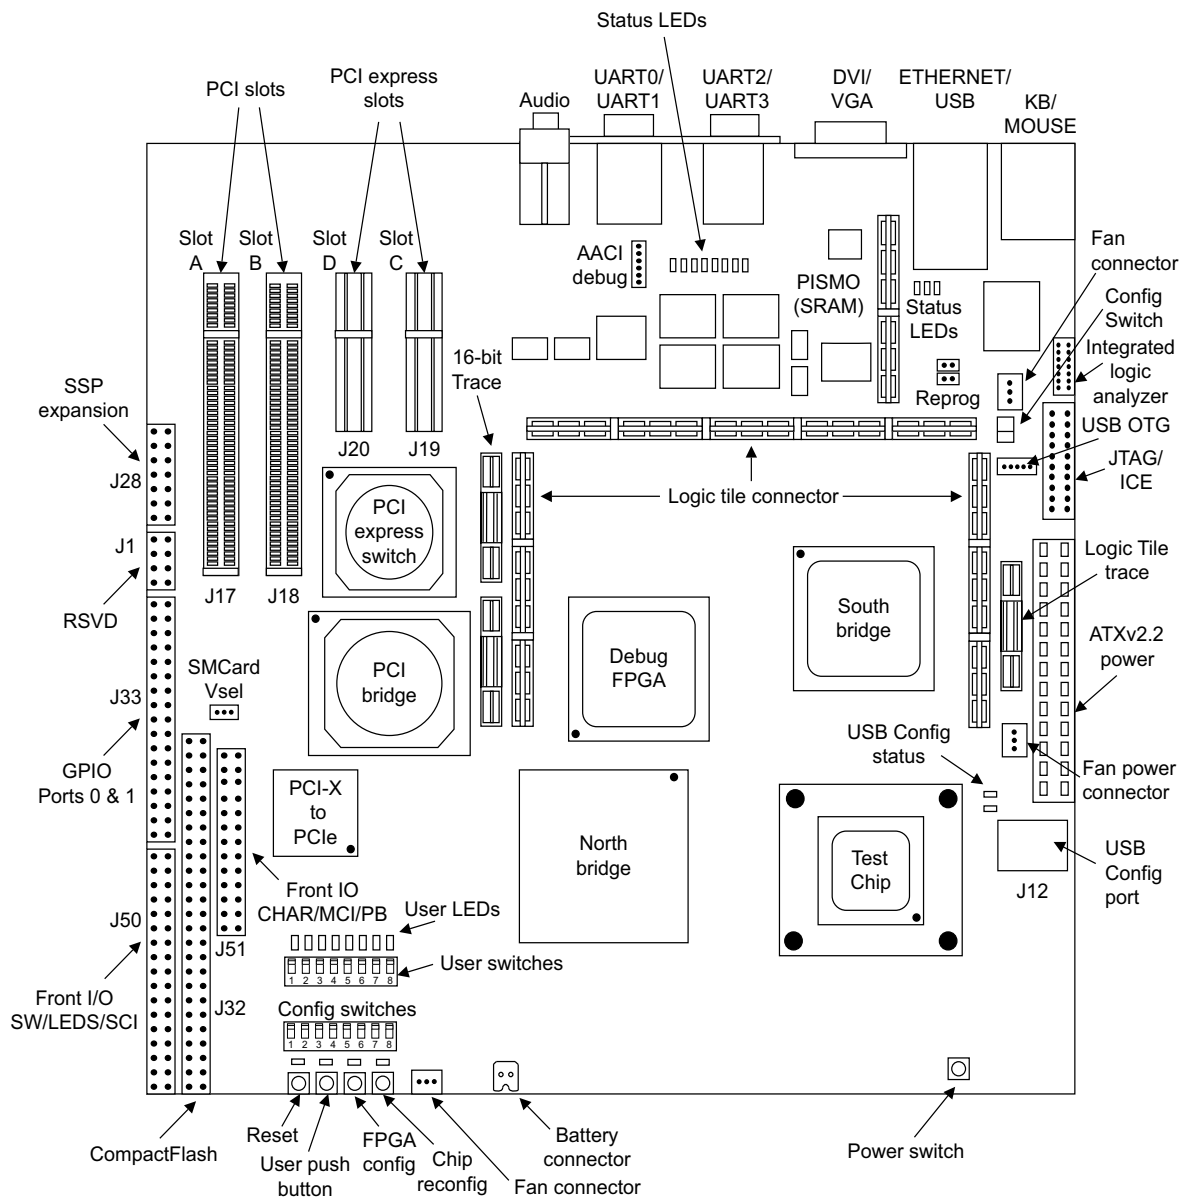 Status LEDs
PCI slots
PCI express
slots
Audio
UART0/
UART1
UART2/
UART3
DVI/
VGA
ETHERNET/
USB
KB/
MOUSE
Slot
A
Slot
B
Slot
D
Slot
C
AACI
debug
PISMO
(SRAM)
Status
LEDs
Fan
connector
Config
Switch
Integrated
logic
analyzer
16-bit
Trace
Reprog
SSP
expansion
J28
J20
J19
USB OTG
JTAG/
ICE
Logic tile connector
PCI
express
switch
J1
RSVD
J17
J18
Logic Tile
trace
South
bridge
Debug
FPGA
ATXv2.2
power
SMCard
Vsel
PCI
bridge
J33
GPIO
Ports 0 & 1
USB Config
status
Fan power
connector
PCI-X
to
PCIe
North
bridge
Test
Chip
USB
Config
port
J12
Front IO
CHAR/MCI/PB
User LEDs
J50
J51
User switches
1 2 3 4 5 6 7 8
Front I/O
SW/LEDS/SCI
J32
Config switches
1 2 3 4 5 6 7 8
CompactFlash
Reset
User push
button
FPGA
config
Chip
reconfig
Fan connector
Battery
connector
Power switch